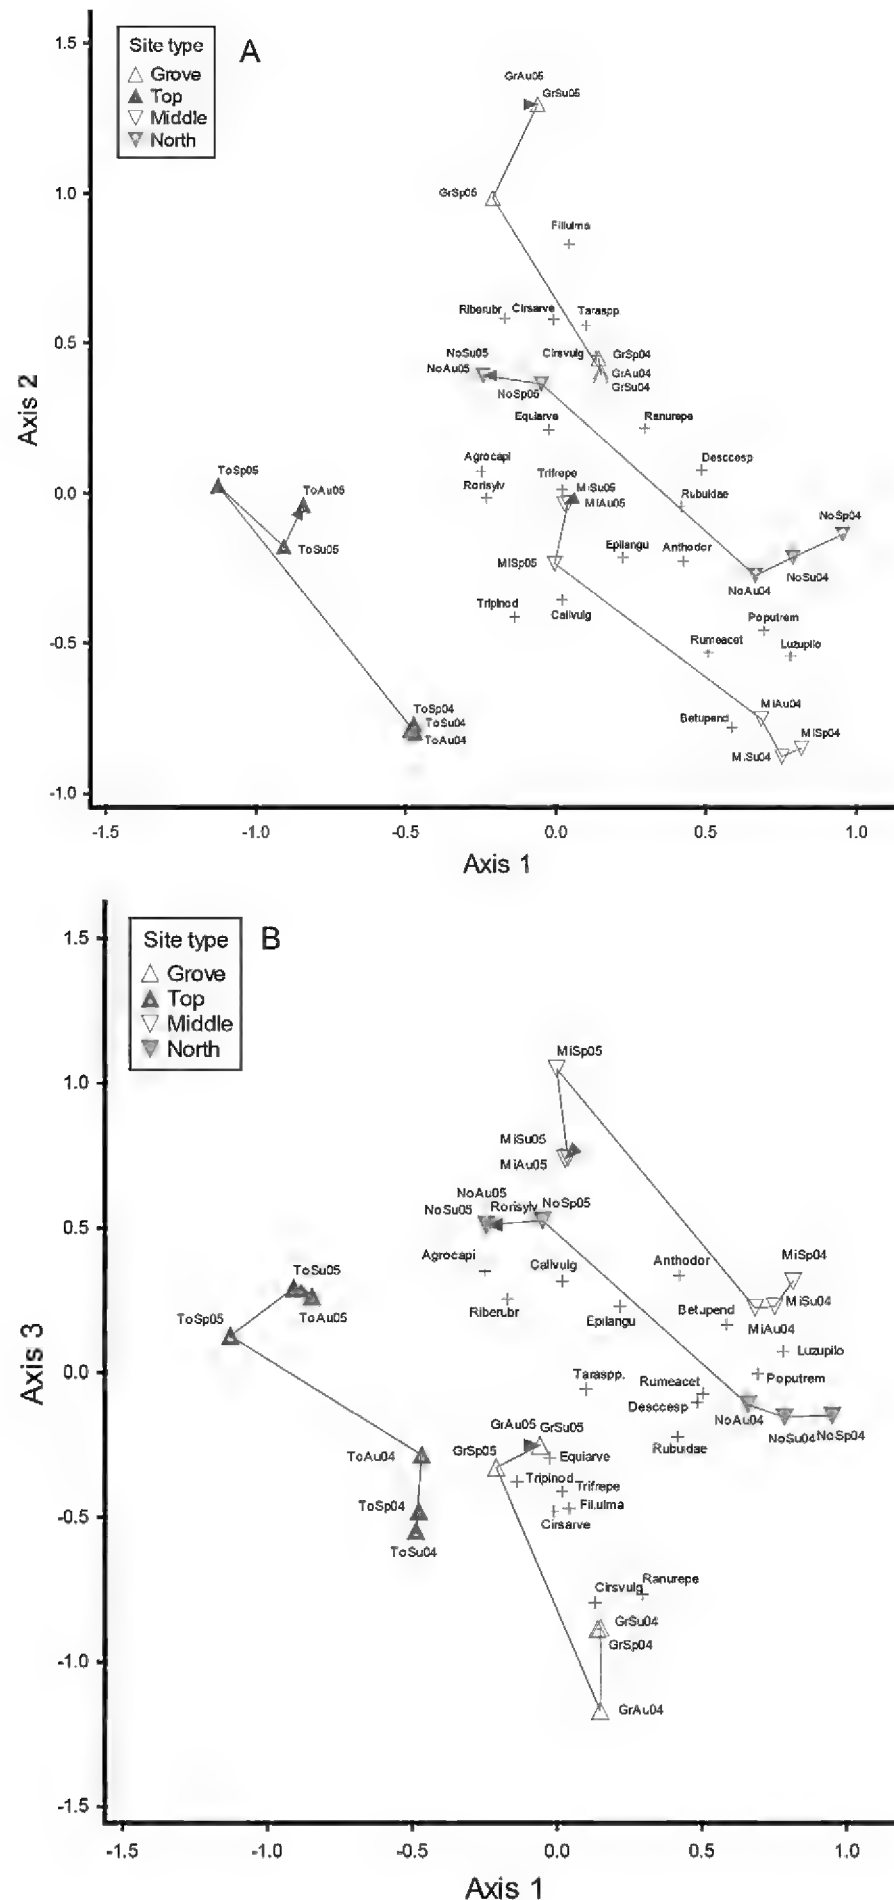 A
Site type
Grove
Top
Middle
North
1.5
1.0
0.5
0.0
-0.5
-1.0
Axis 2
GrAu05
GrSu05
GrSp05
Filulma
Riberubr
Cirsarve
Taraspp.
Cirsvulg
GrSp04
GrAu04
GrSu04
NoSu05
NoAu05
NoSp05
Equiarve
Ranurepe
Agrocapi
Desccesp
Rorisylv
Trifrepe
MiSu05
MiAu05
Rubuidae
NoSp04
ToSp05
ToAu05
ToSu05
MiSp05
Epilangu
Anthodor
NoSu04
NoAu04
Tripinod
Callvulg
Poputrem
Rumeacet
Luzupilo
ToSp04
ToSu04
ToAu04
MiAu04
Betupend
MiSp04
MiSu04
-1.5
-1.0
-0.5
0.0
0.5
1.0
Axis 1
B
Site type
Grove
Top
Middle
North
1.5
1.0
0.5
0.0
-0.5
-1.0
-1.5
Axis 3
MiSp05
MiSu05
MiAu05
NoAu05
NoSu05
Rorisylv
NoSp05
Agrocapi
Callvulg
Anthodor
MiSp04
Riberubr
Epilangu
Betupend
MiSu04
MiAu04
ToSu05
ToSp05
ToAu05
Luzupilo
Poputrem
Taraspp.
Rumeacet
Desccesp
NoAu04
NoSu04
NoSp04
Rubuidae
GrAu05
GrSu05
GrSp05
Equiarve
ToAu04
Tripinod
Trifrepe
Filulma
Cirsarve
ToSp04
ToSu04
Cirsvulg
Ranurepe
GrSu04
GrSp04
GrAu04
-1.5
-1.0
-0.5
0.0
0.5
1.0
Axis 1